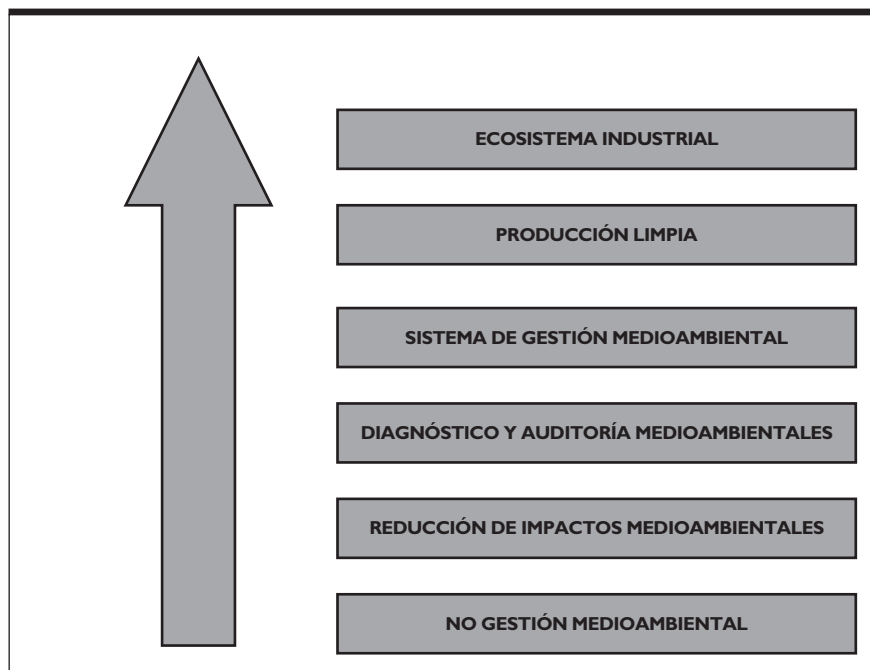 ECOSISTEMA INDUSTRIAL
PRODUCCIÓN LIMPIA
SISTEMA DE GESTIÓN MEDIOAMBIENTAL
DIAGNÓSTICO Y AUDITORÍA MEDIOAMBIENTALES
REDUCCIÓN DE IMPACTOS MEDIOAMBIENTALES
NO GESTIÓN MEDIOAMBIENTAL